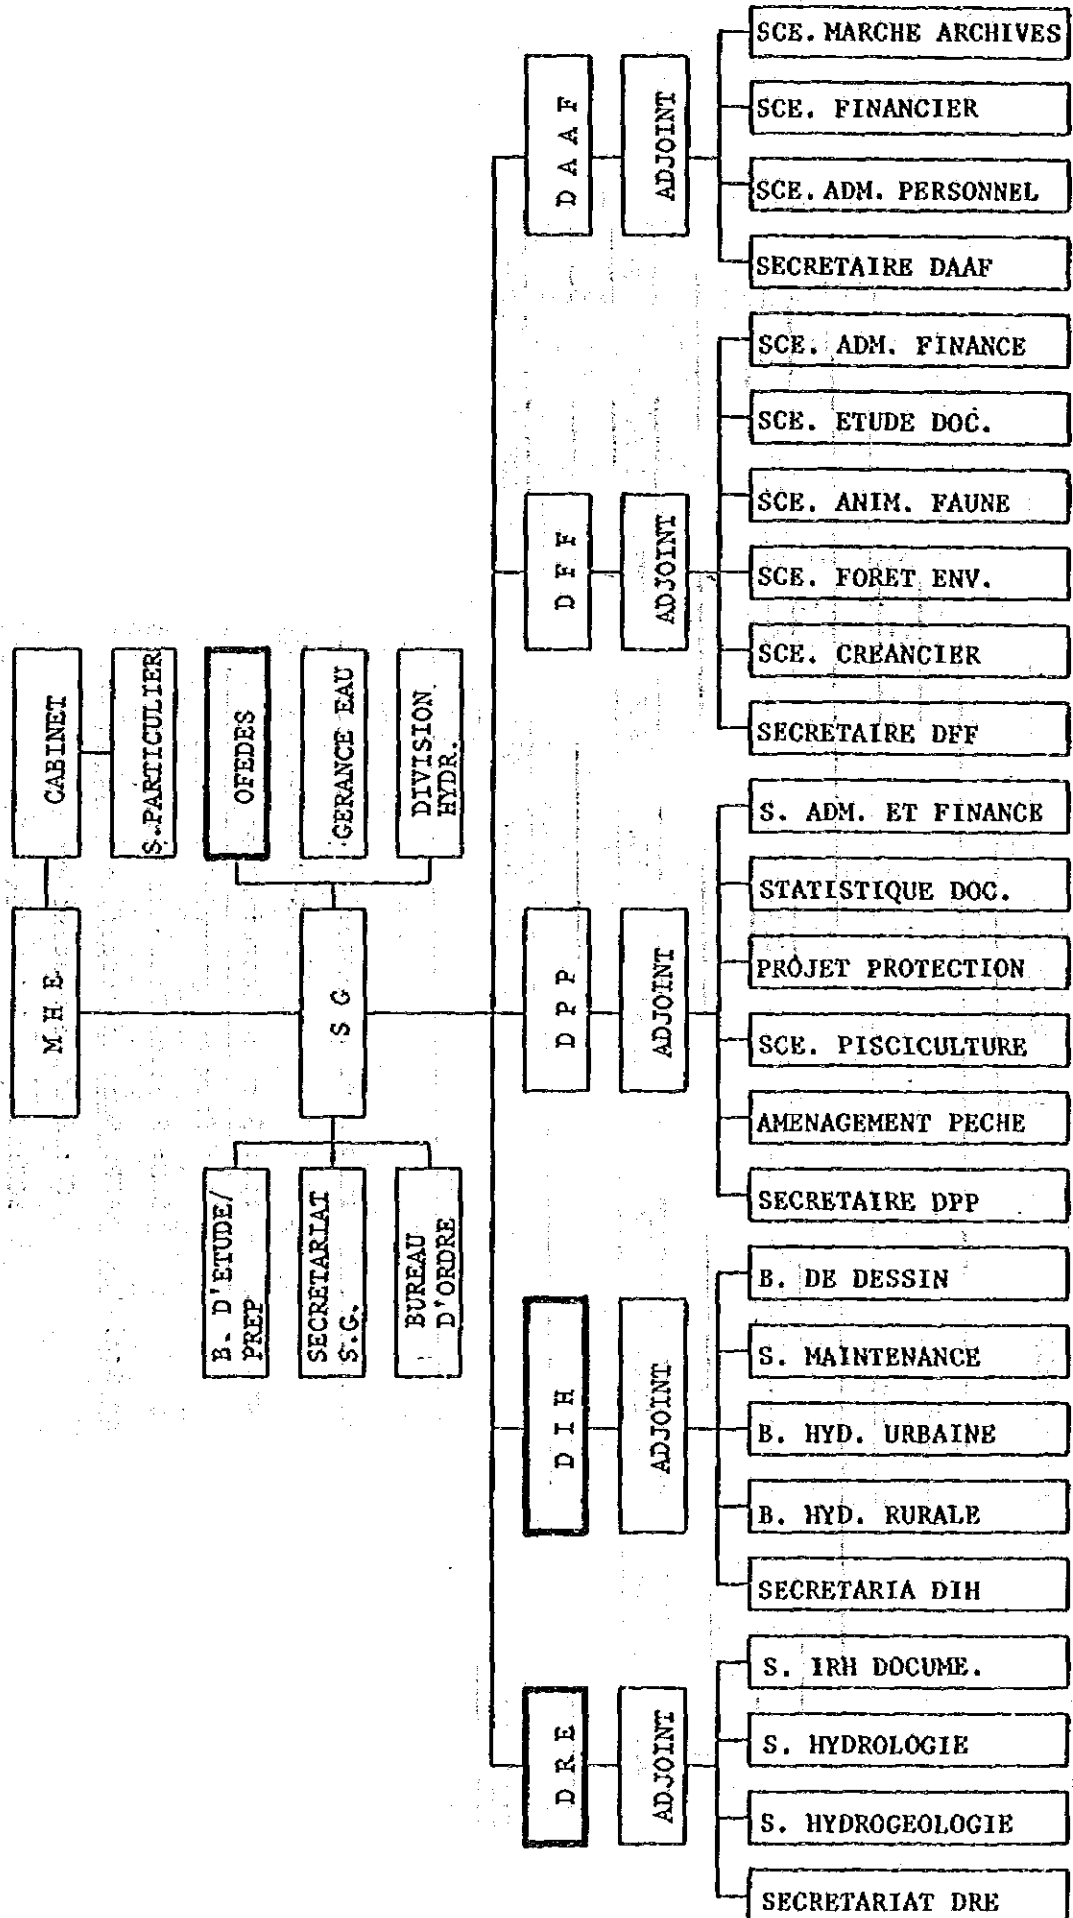 M H E
CABINET
S.PARTICULIER
S G
OFEDES
GERANCE EAU
DIVISION
HYDR.
B. D'ETUDE/
PREP
SECRETARIAT
S.G.
BUREAU
D'ORDRE
D A A F
ADJOINT
SCE. MARCHE ARCHIVES
SCE. FINANCIER
SCE. ADM. PERSONNEL
SECRETAIRE DAAF
D F F
ADJOINT
SCE. ADM. FINANCE
SCE. ETUDE DOC.
SCE. ANIM. FAUNE
SCE. FORET ENV.
SCE. CREANCIER
SECRETAIRE DFF
D P P
ADJOINT
S. ADM. ET FINANCE
STATISTIQUE DOC.
PROJET PROTECTION
SCE. PISCICULTURE
AMENAGEMENT PECHE
SECRETAIRE DPP
D I H
ADJOINT
B. DE DESSIN
S. MAINTENANCE
B. HYD. URBAINE
B. HYD. RURALE
SECRETARIA DIH
D R E
ADJOINT
S. IRH DOCUME.
S. HYDROLOGIE
S. HYDROGEOLOGIE
SECRETARIAT DRE